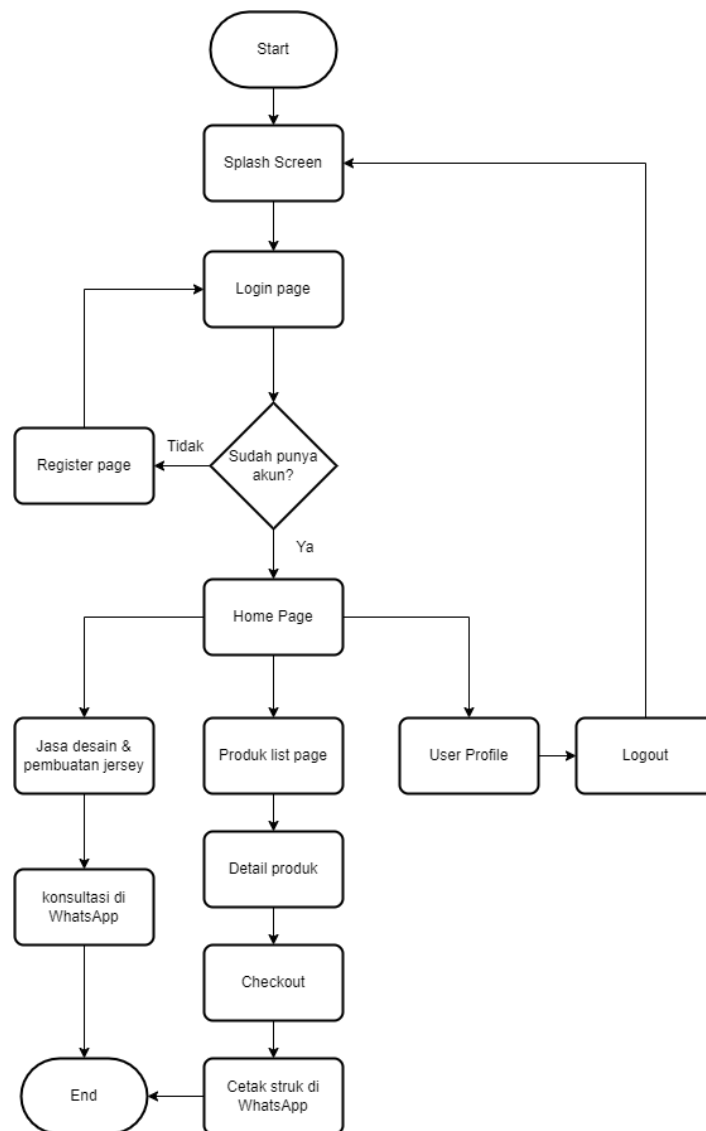 Start
Splash Screen
Login page
Sudah punya
akun?
Tidak
Register page
Ya
Home Page
Jasa desain &
pembuatan jersey
Produk list page
User Profile
Logout
Detail produk
konsultasi di
WhatsApp
Checkout
Cetak struk di
WhatsApp
End